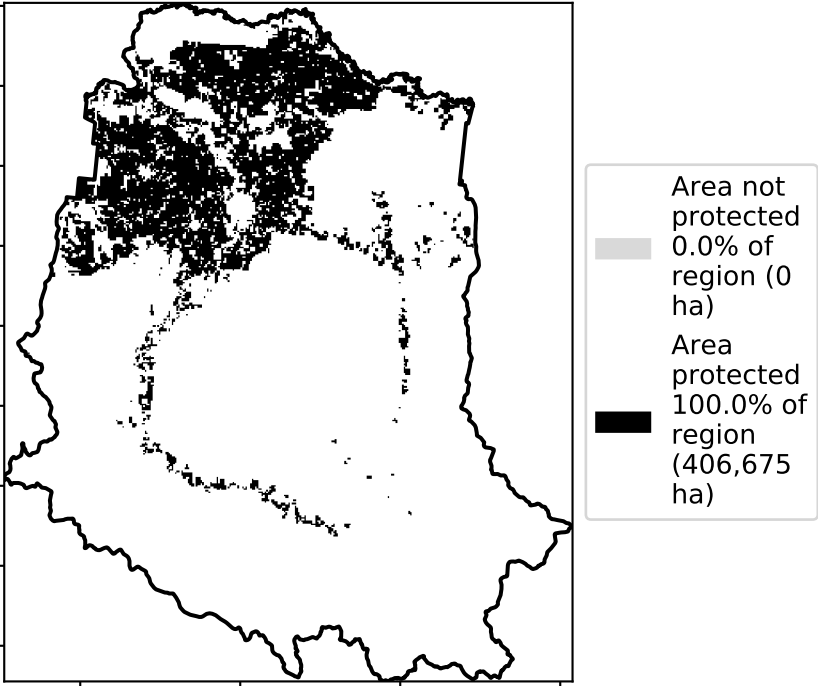 Area not
protected
0.0% of
region (0
ha)
Area
protected
100.0% of
region
(406,675
ha)